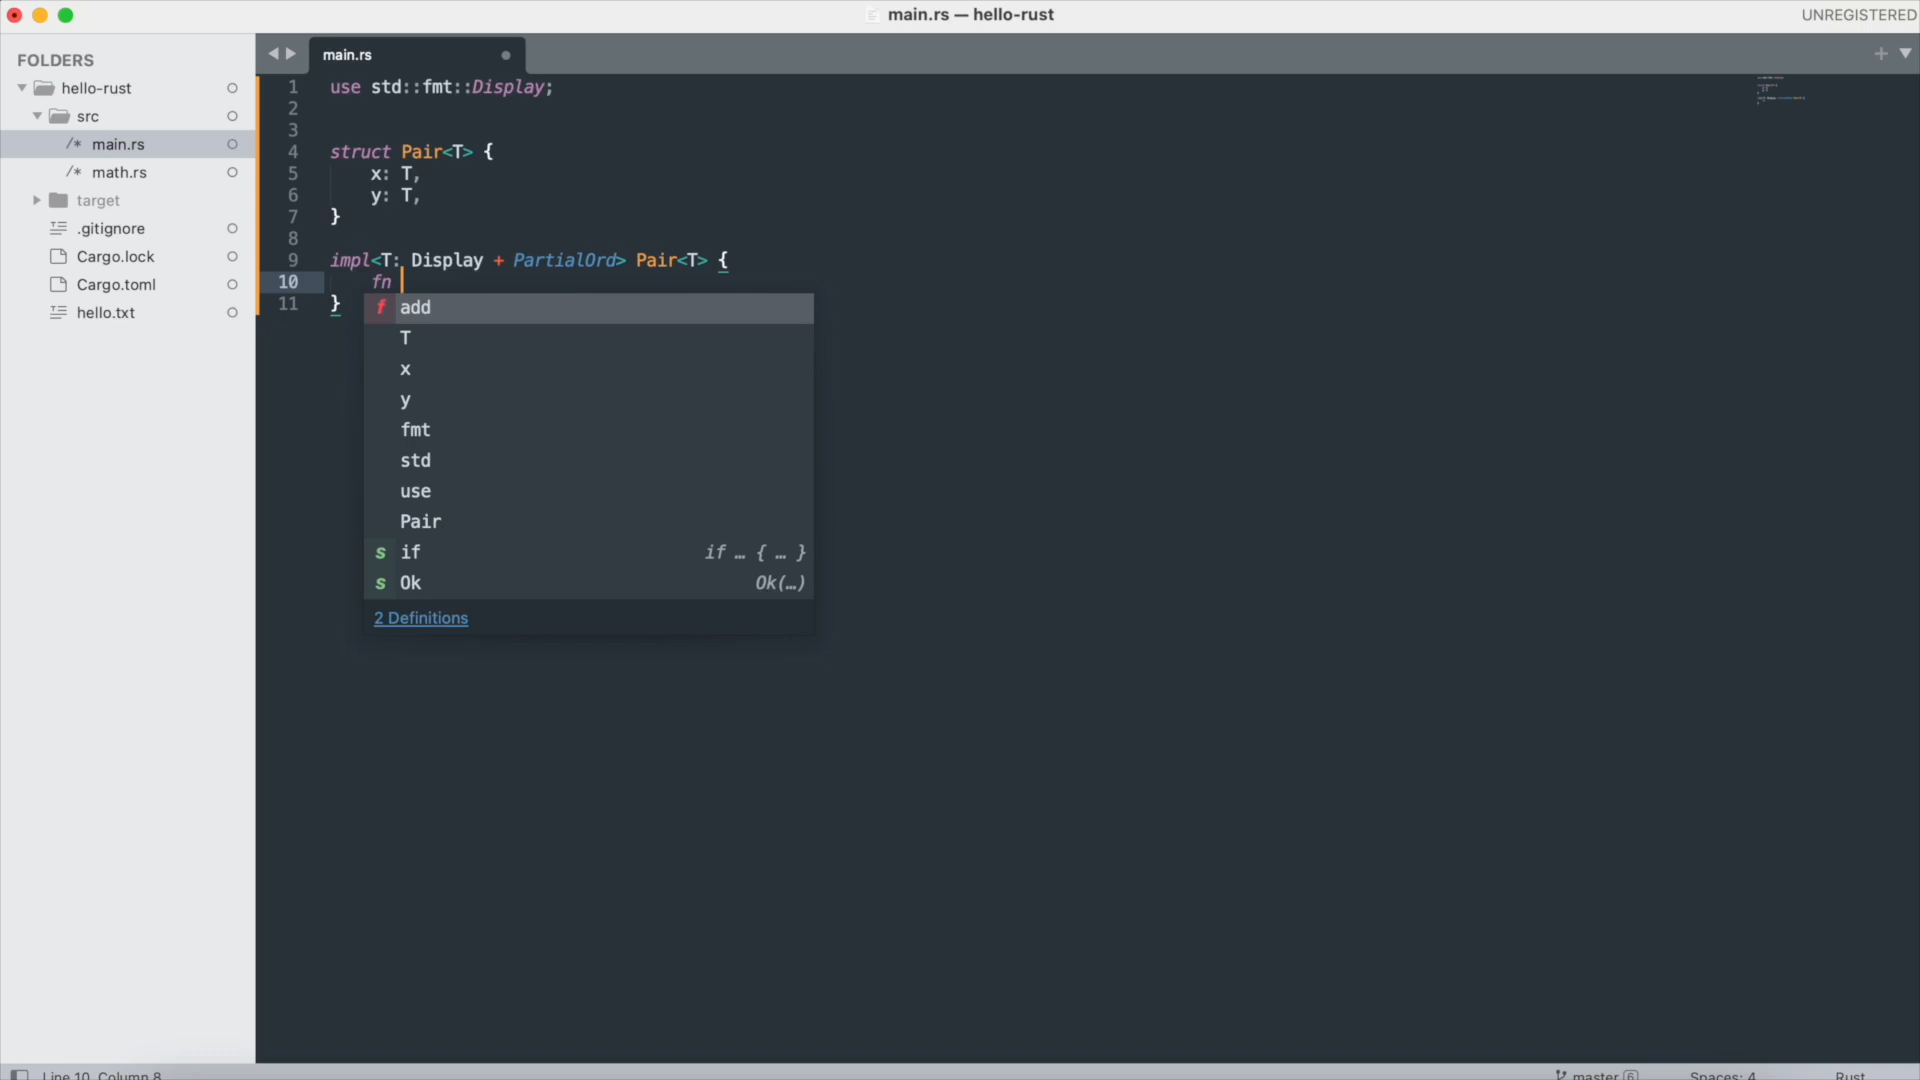 main.rs — hello-rust
UNREGISTERED
FOLDERS
hello-rust
src
/* main.rs
/* math.rs
target
.gitignore
Cargo.lock
Cargo.toml
hello.txt
main.rs
1 use std::fmt::Display;
2
3
4 struct Pair<T> {
5     x: T,
6     y: T,
7 }
8
9 impl<T: Display + PartialOrd> Pair<T> {
10     fn
11 }
f add
T
x
y
fmt
std
use
Pair
s if if … { … }
s Ok Ok(…)
2 Definitions
Line 10, Column 8
master 6
Spaces: 4
Rust